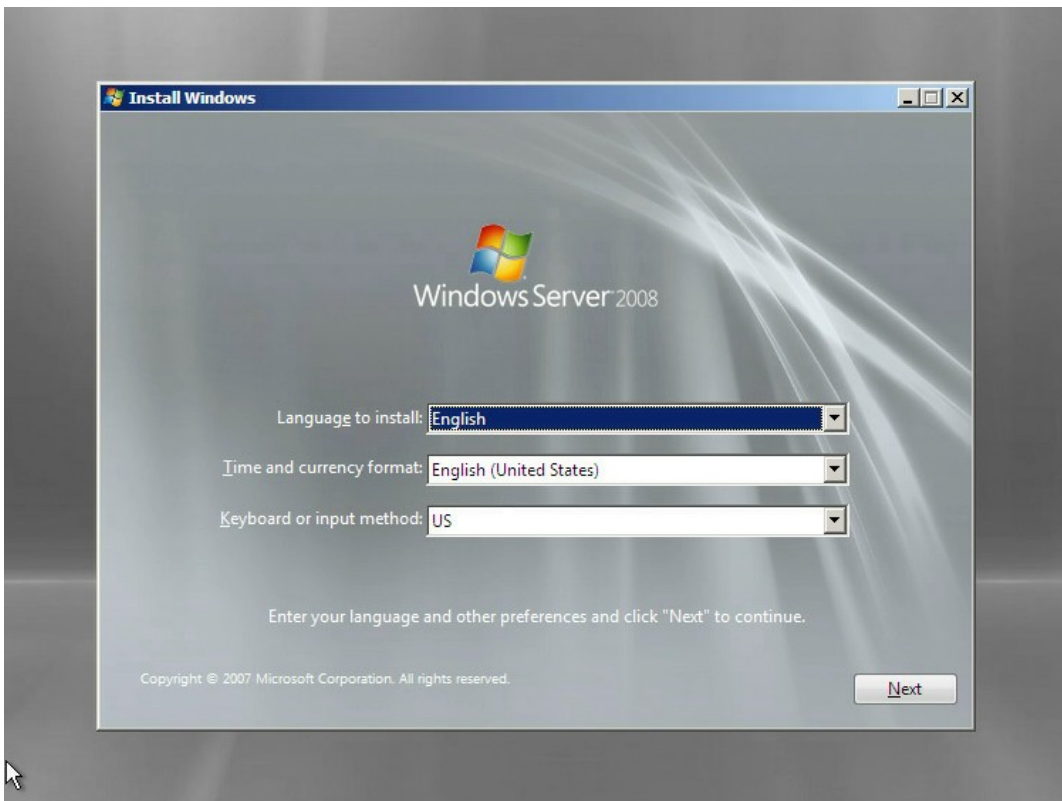 Install Windows
Windows Server 2008
Language to install: English
Time and currency format: English (United States)
Keyboard or input method: US
Enter your language and other preferences and click "Next" to continue.
Copyright © 2007 Microsoft Corporation. All rights reserved.
Next